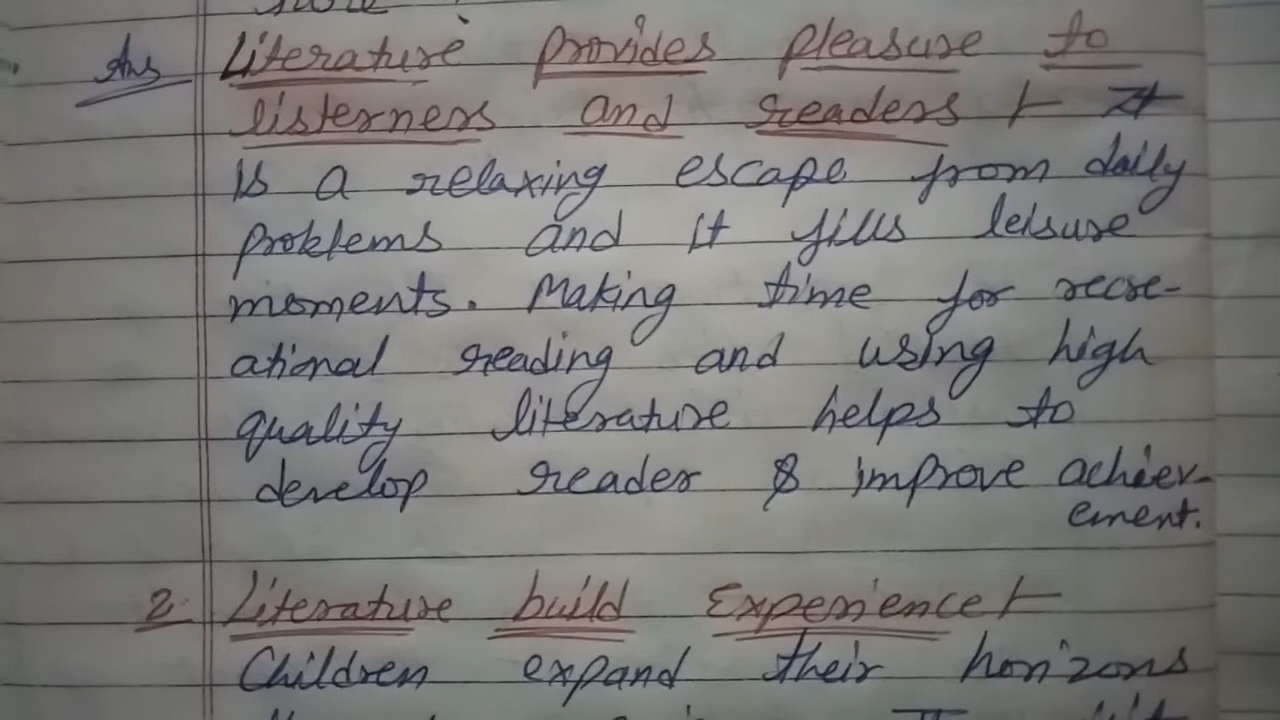 Ans Literature provides pleasure to
listerners and readers :- It
is a relaxing escape from daily
problems and it fills leisure
moments. Making time for recre-
ational reading and using high
quality literature helps to
develop reader & improve achiev-
ement.
2. Literature build Experience :-
Children expand their horizons